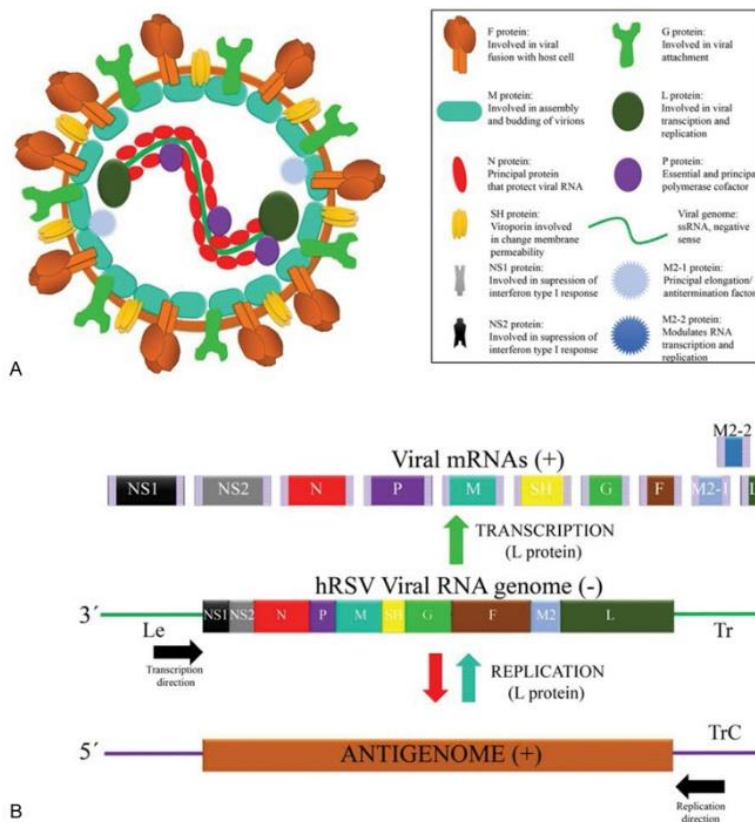 F protein:
Involved in viral
fusion with host cell
G protein:
Involved in viral
attachment
M protein:
Involved in assembly
and budding of virions
L protein:
Involved in viral
transciption and
replication
N protein:
Principal protein
that protect viral RNA
P protein:
Essential and principal
polymerase cofactor
SH protein:
Viroporin involved
in change membrane
permeability
Viral genome:
ssRNA, negative
sense
NS1 protein:
Involved in supression of
interferon type I response
M2-1 protein:
Principal elongation/
antitermination factor
NS2 protein:
Involved in supression of
interferon type I response
M2-2 protein:
Modulates RNA
transcription and
replication
A
M2-2
Viral mRNAs (+)
NS1 NS2 N P M SH G F M2-1 L
TRANSCRIPTION
(L protein)
hRSV Viral RNA genome (-)
3´ NS1 NS2 N P M SH G F M2 L
Le Tr
Transcription
direction
REPLICATION
(L protein)
TrC
5´ ANTIGENOME (+)
Replication
direction
B